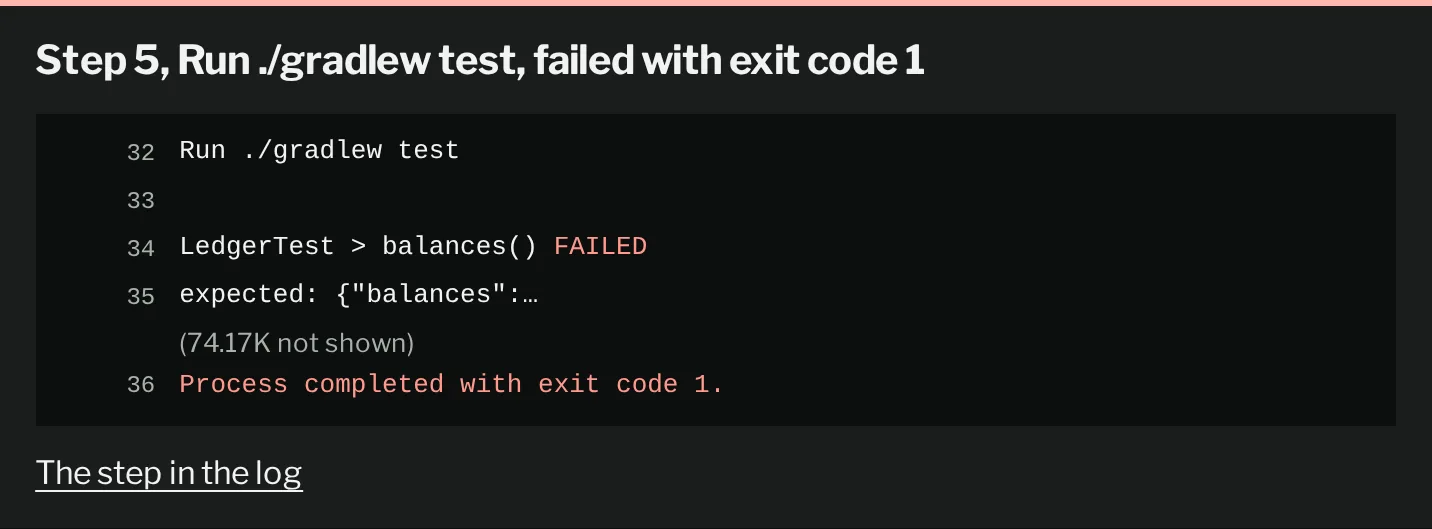 Step 5, Run ./gradlew test, failed with exit code 1
32 Run ./gradlew test
33
34 LedgerTest > balances() FAILED
35 expected: {"balances":…
(74.17K not shown)
36 Process completed with exit code 1.
The step in the log